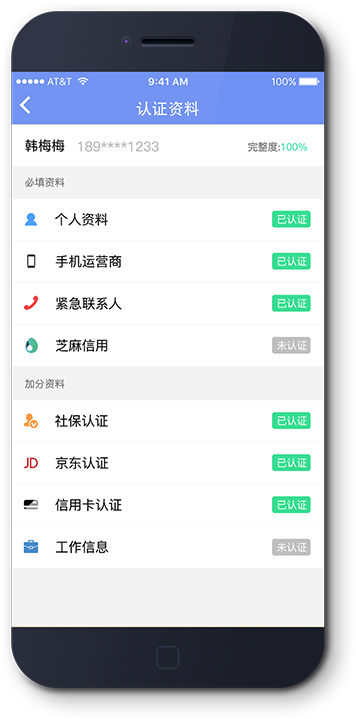 AT&T 9:41 AM 100%
认证资料
韩梅梅 189****1233 完整度:100%
必填资料
个人资料 已认证
手机运营商 已认证
紧急联系人 已认证
芝麻信用 未认证
加分资料
社保认证 已认证
JD 京东认证 已认证
信用卡认证 已认证
工作信息 未认证